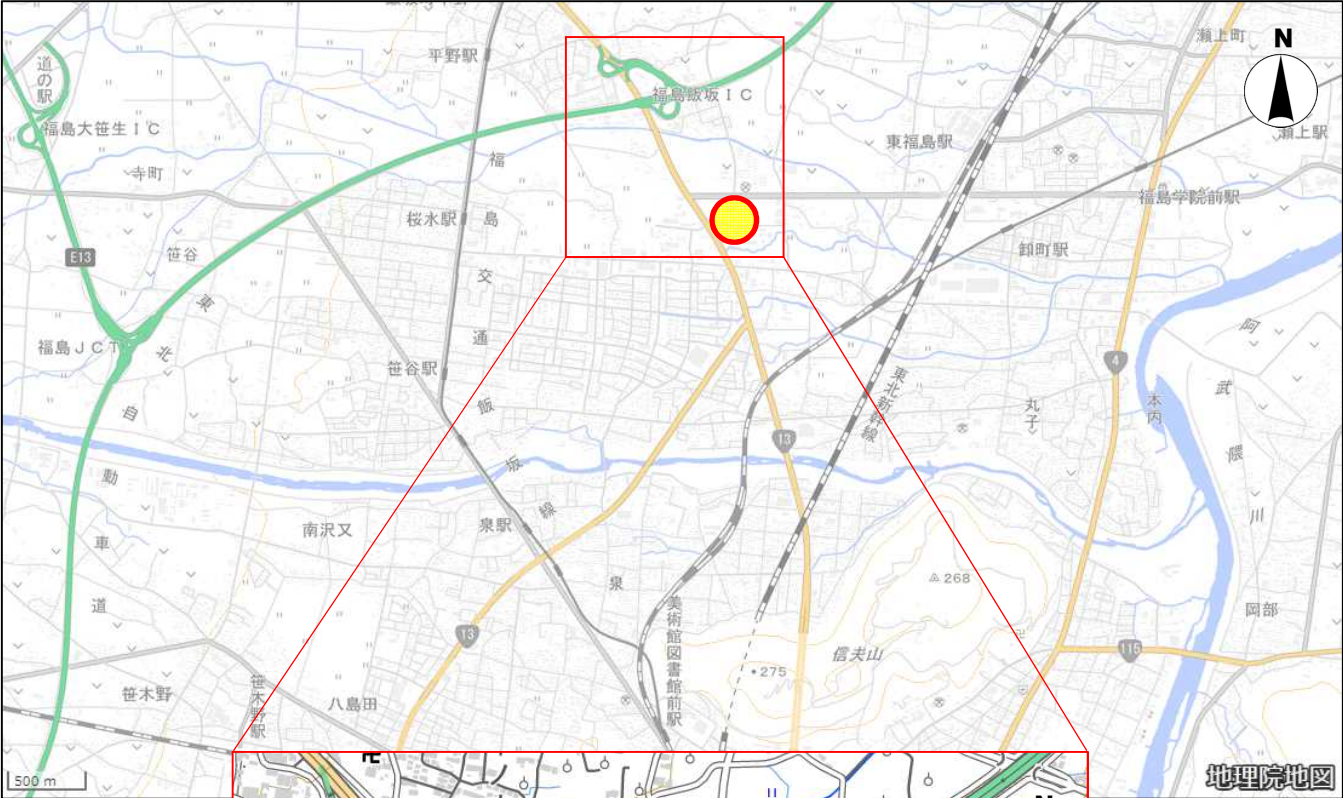 平野駅
瀬上町
N
道の駅
福島飯坂IC
福島大笹生IC
東福島駅
瀬上駅
寺町
福島学院前駅
桜水駅
福島交通飯坂線
笹谷
卸町駅
E13
東北自動車道
福島JCT
笹谷駅
東北新幹線
4
阿武隈川
本内
丸子
13
南沢又
泉駅
泉
268
岡部
美術館図書館前駅
13
信夫山
115
275
笹木野
笹木野駅
八島田
500 m
地理院地図
N